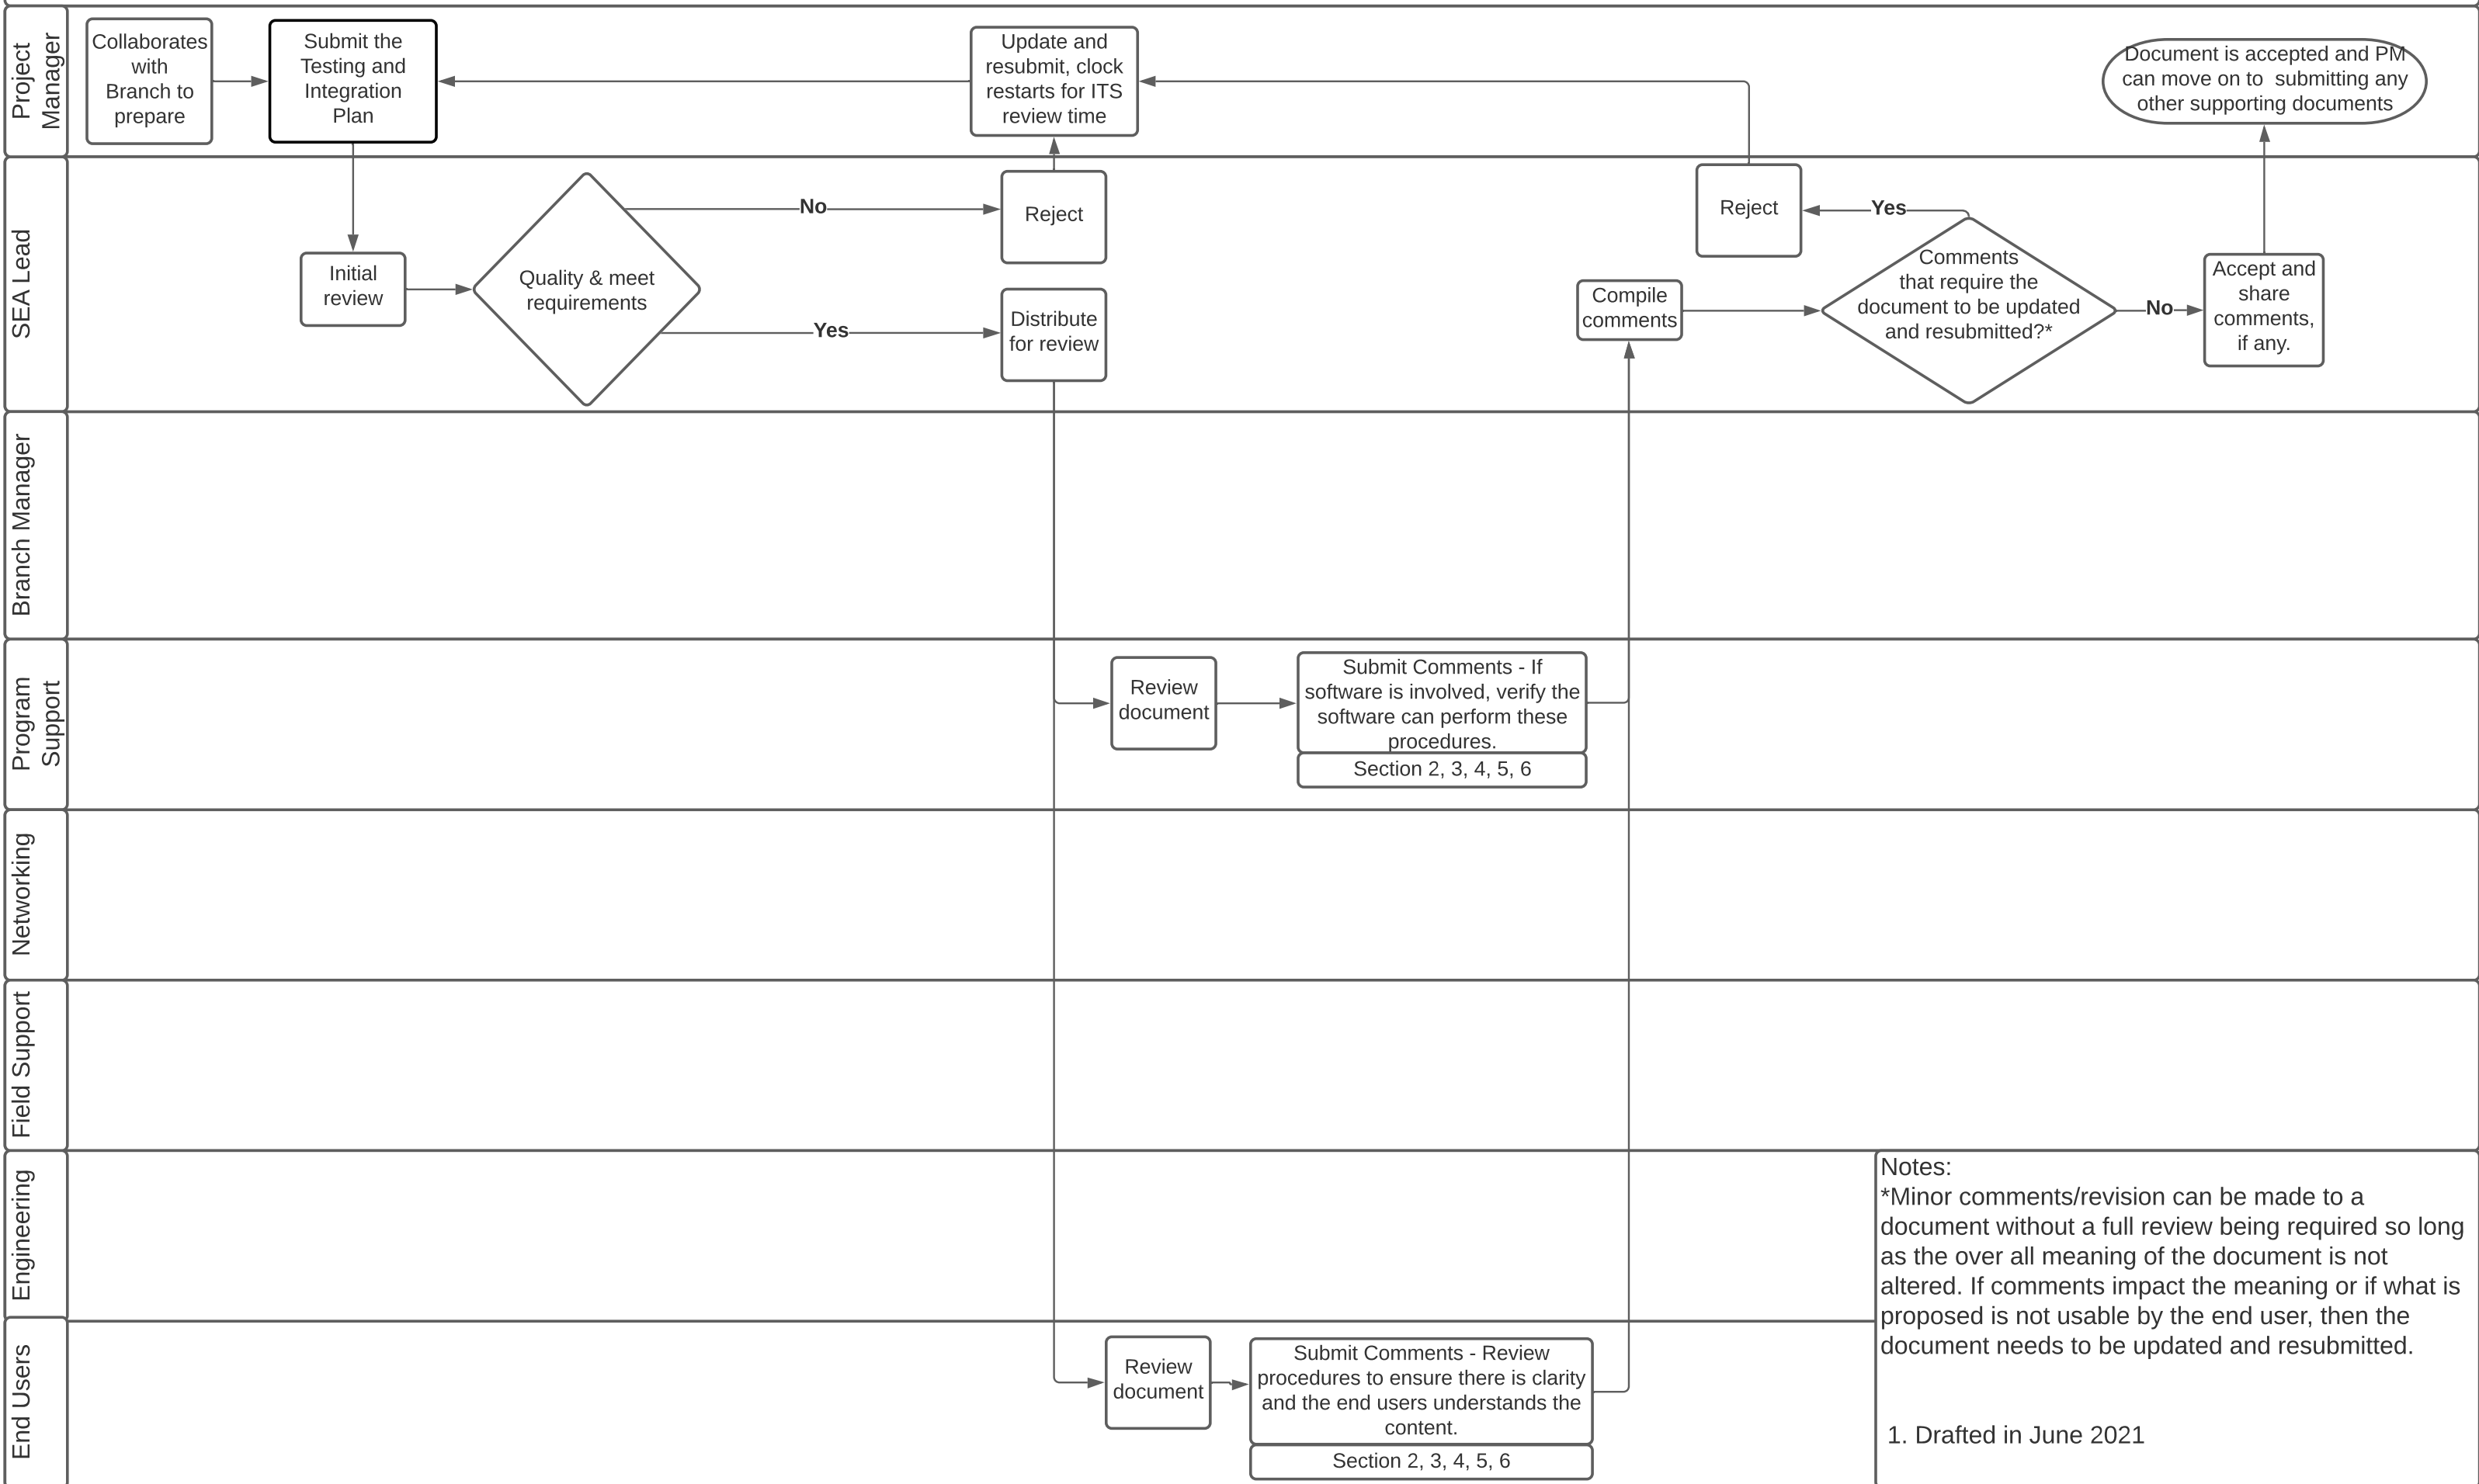 Project
Manager
Collaborates
with
Branch to
prepare
Submit the
Testing and
Integration
Plan
Update and
resubmit, clock
restarts for ITS
review time
Document is accepted and PM
can move on to  submitting any
other supporting documents
SEA Lead
Initial
review
Quality & meet
requirements
No
Reject
Yes
Distribute
for review
Compile
comments
Reject
Yes
Comments
that require the
document to be updated
and resubmitted?*
No
Accept and
share
comments,
if any.
Branch Manager
Program
Support
Review
document
Submit Comments - If
software is involved, verify the
software can perform these
procedures.
Section 2, 3, 4, 5, 6
Networking
Field Support
Engineering
End Users
Review
document
Submit Comments - Review
procedures to ensure there is clarity
and the end users understands the
content.
Section 2, 3, 4, 5, 6
Notes:
*Minor comments/revision can be made to a
document without a full review being required so long
as the over all meaning of the document is not
altered. If comments impact the meaning or if what is
proposed is not usable by the end user, then the
document needs to be updated and resubmitted.
1. Drafted in June 2021